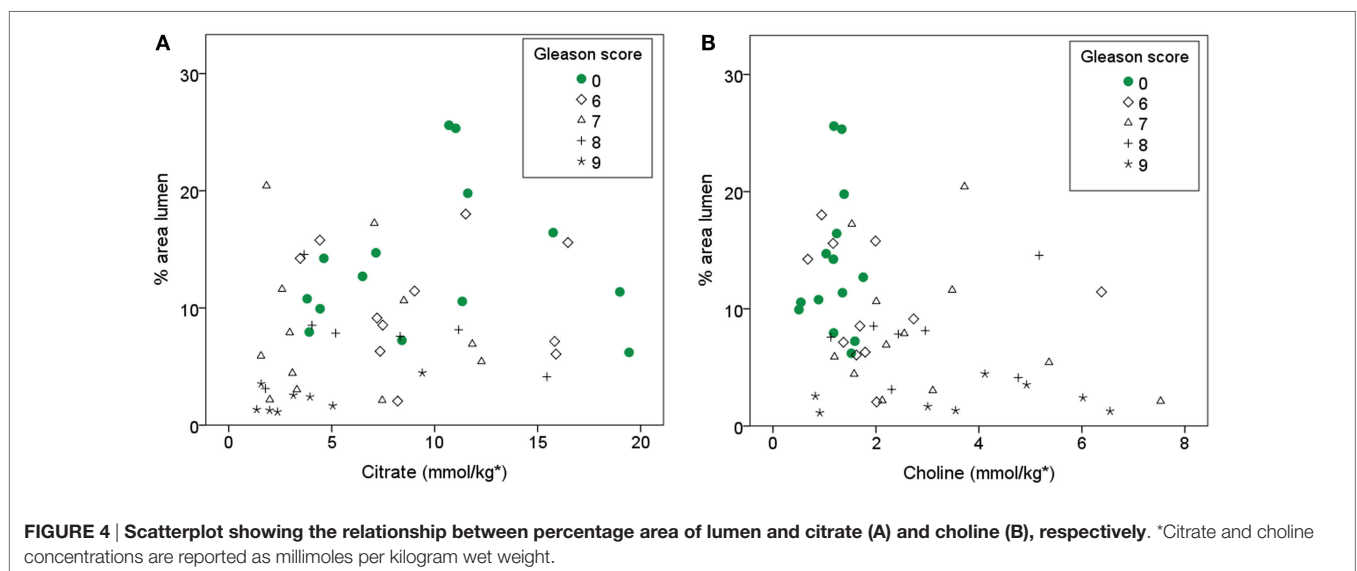 A
Gleason score
0
6
7
8
9
30
20
10
0
% area lumen
0 5 10 15 20
Citrate (mmol/kg*)
B
Gleason score
0
6
7
8
9
30
20
10
0
% area lumen
0 2 4 6 8
Choline (mmol/kg*)
FIGURE 4 | Scatterplot showing the relationship between percentage area of lumen and citrate (A) and choline (B), respectively. *Citrate and choline
concentrations are reported as millimoles per kilogram wet weight.